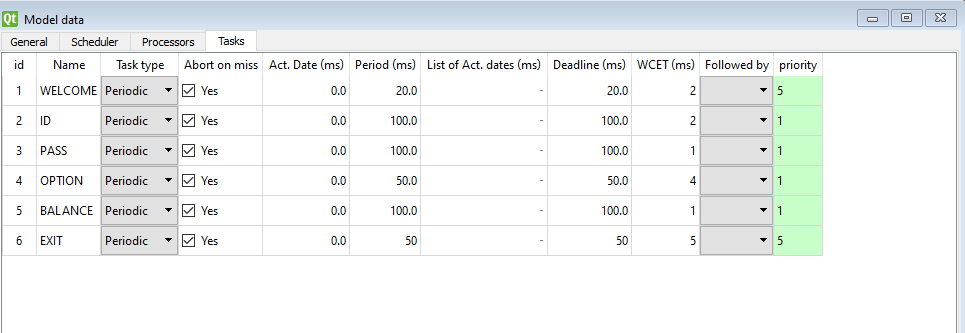 Qt Model data
General Scheduler Processors Tasks
id Name Task type Abort on miss Act. Date (ms) Period (ms) List of Act. dates (ms) Deadline (ms) WCET (ms) Followed by priority
1 WELCOME Periodic Yes 0.0 20.0 - 20.0 2 5
2 ID Periodic Yes 0.0 100.0 - 100.0 2 1
3 PASS Periodic Yes 0.0 100.0 - 100.0 1 1
4 OPTION Periodic Yes 0.0 50.0 - 50.0 4 1
5 BALANCE Periodic Yes 0.0 100.0 - 100.0 1 1
6 EXIT Periodic Yes 0.0 50 - 50 5 5